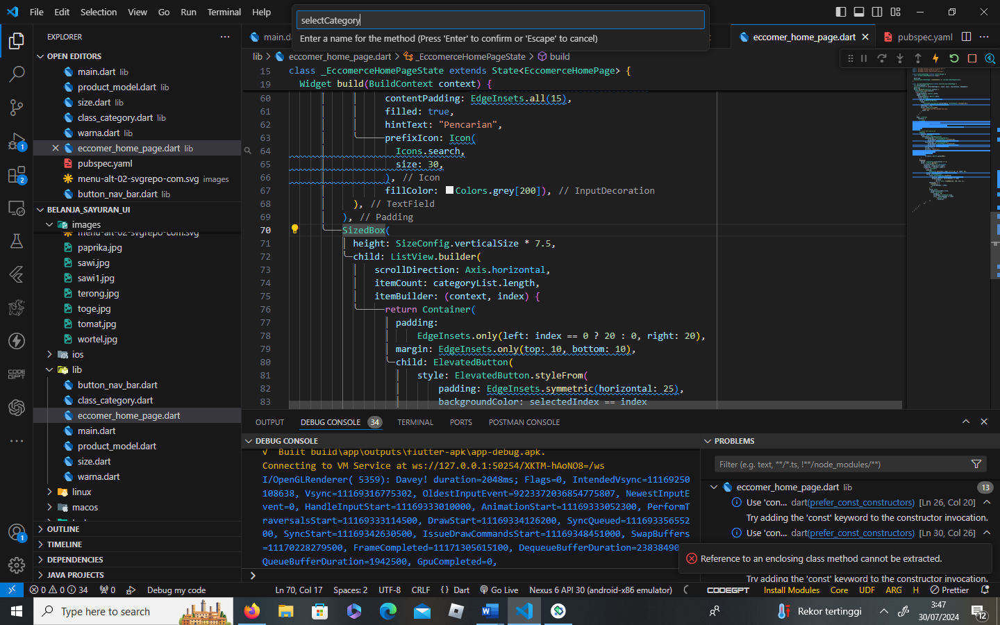 File Edit Selection View Go Run Terminal Help
selectCategory
Enter a name for the method (Press 'Enter' to confirm or 'Escape' to cancel)
EXPLORER
main.da
eccomer_home_page.dart
pubspec.yaml
lib > eccomer_home_page.dart > _EccomerceHomePageState > build
OPEN EDITORS
main.dart lib
product_model.dart lib
size.dart lib
class_category.dart lib
warna.dart lib
eccomer_home_page.dart lib
pubspec.yaml
menu-alt-02-svgrepo-com.svg images
button_nav_bar.dart lib
BELANJA_SAYURAN_UI
images
menu-alt-02-svgrepo-com.svg
paprika.jpg
sawi.jpg
sawi1.jpg
terong.jpg
toge.jpg
tomat.jpg
wortel.jpg
ios
lib
button_nav_bar.dart
class_category.dart
eccomer_home_page.dart
main.dart
product_model.dart
size.dart
warna.dart
linux
macos
OUTLINE
TIMELINE
DEPENDENCIES
JAVA PROJECTS
1
2
CODE
GPT
1
15 class _EccomerceHomePageState extends State<EccomerceHomePage> {
19 Widget build(BuildContext context) {
60 contentPadding: EdgeInsets.all(15),
61 filled: true,
62 hintText: "Pencarian",
63 prefixIcon: Icon(
64 Icons.search,
65 size: 30,
66 ), // Icon
67 fillColor: Colors.grey[200]), // InputDecoration
68 ), // TextField
69 ), // Padding
70 SizedBox(
71 height: SizeConfig.verticalSize * 7.5,
72 child: ListView.builder(
73 scrollDirection: Axis.horizontal,
74 itemCount: categoryList.length,
75 itemBuilder: (context, index) {
76 return Container(
77 padding:
78 EdgeInsets.only(left: index == 0 ? 20 : 0, right: 20),
79 margin: EdgeInsets.only(top: 10, bottom: 10),
80 child: ElevatedButton(
81 style: ElevatedButton.styleFrom(
82 padding: EdgeInsets.symmetric(horizontal: 25),
83 backgroundColor: selectedIndex == index
OUTPUT DEBUG CONSOLE 34 TERMINAL PORTS POSTMAN CONSOLE
DEBUG CONSOLE
√ Built build\app\outputs\flutter-apk\app-debug.apk.
Connecting to VM Service at ws://127.0.0.1:50254/XKTM-hAoNO8=/ws
I/OpenGLRenderer( 5359): Davey! duration=2048ms; Flags=0, IntendedVsync=11169250
108638, Vsync=11169316775302, OldestInputEvent=9223372036854775807, NewestInputE
vent=0, HandleInputStart=11169333010000, AnimationStart=11169333052300, PerformT
raversalsStart=11169333114500, DrawStart=11169334126200, SyncQueued=111693356552
00, SyncStart=11169342630500, IssueDrawCommandsStart=11169348451000, SwapBuffers
=11170228279500, FrameCompleted=11171305615100, DequeueBufferDuration=23838490
QueueBufferDuration=1942500, GpuCompleted=0,
PROBLEMS
Filter (e.g. text, **/*.ts, !**/node_modules/**)
eccomer_home_page.dart lib 13
Use 'con... dart(prefer_const_constructors) [Ln 26, Col 20]
Try adding the 'const' keyword to the constructor invocation.
Use 'con... dart(prefer_const_constructors) [Ln 30, Col 26]
Reference to an enclosing class method cannot be extracted.
Try adding the 'const' keyword to the constructor invocation.
0 0 34 0 Debug my code Ln 70, Col 17 Spaces: 2 UTF-8 CRLF {} Dart Go Live Nexus 6 API 30 (android-x86 emulator) CODEGPT Install Modules Core UDF ARG H Prettier
Type here to search
Rekor tertinggi
3:47
30/07/2024
12